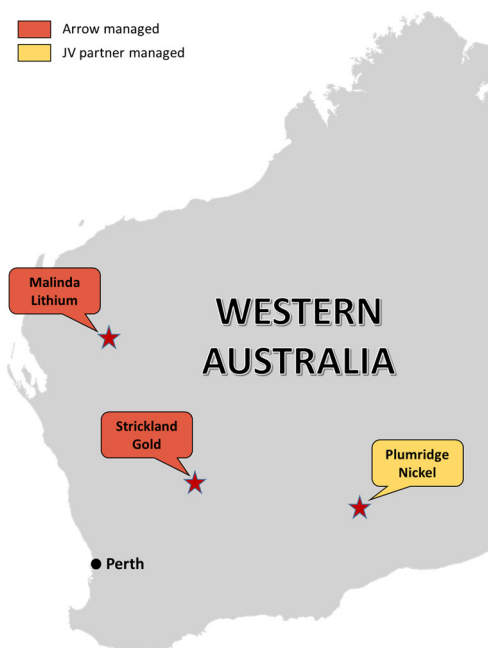 Arrow managed
JV partner managed
Malinda
Lithium
WESTERN
AUSTRALIA
Strickland
Gold
Plumridge
Nickel
Perth